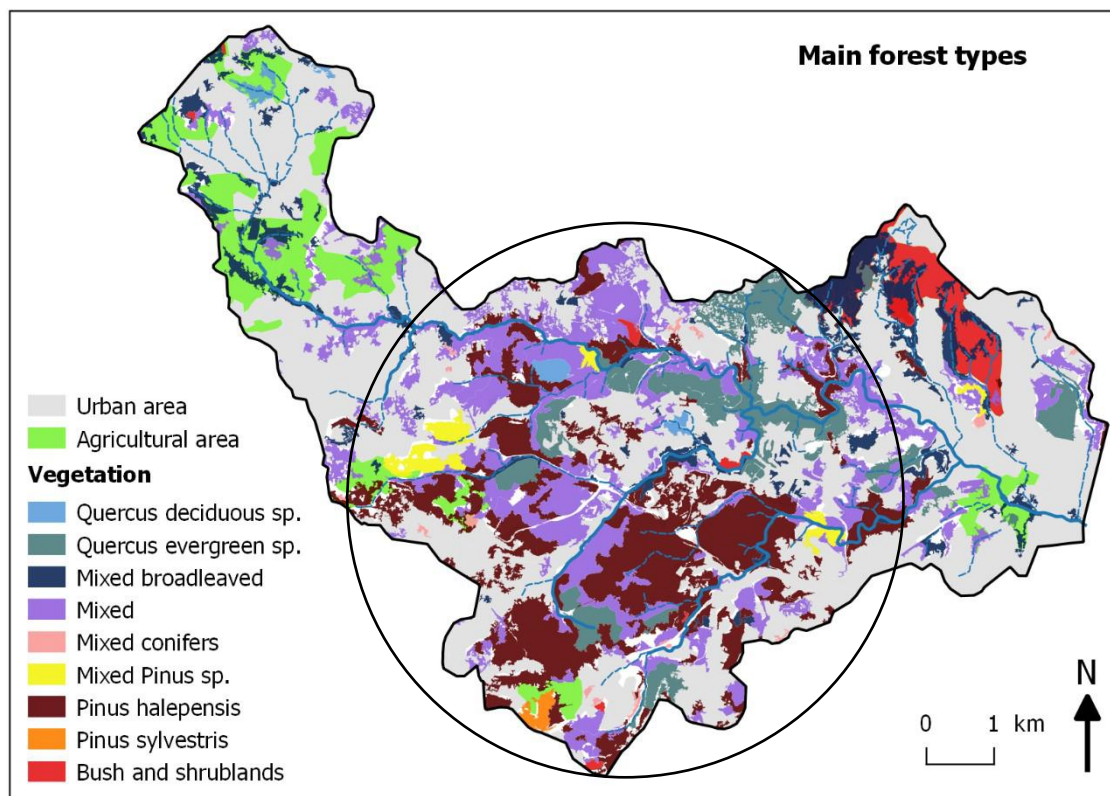 Main forest types
Urban area
Agricultural area
Vegetation
Quercus deciduous sp.
Quercus evergreen sp.
Mixed broadleaved
Mixed
Mixed conifers
Mixed Pinus sp.
Pinus halepensis
Pinus sylvestris
Bush and shrublands
N
0 1 km